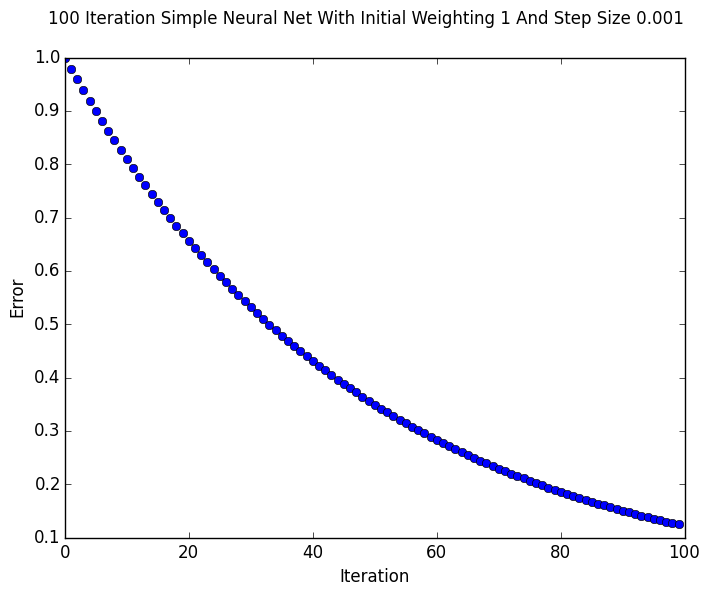 100 Iteration Simple Neural Net With Initial Weighting 1 And Step Size 0.001
1.0
0.9
0.8
0.7
0.6
0.5
0.4
0.3
0.2
0.1
Error
0 20 40 60 80 100
Iteration